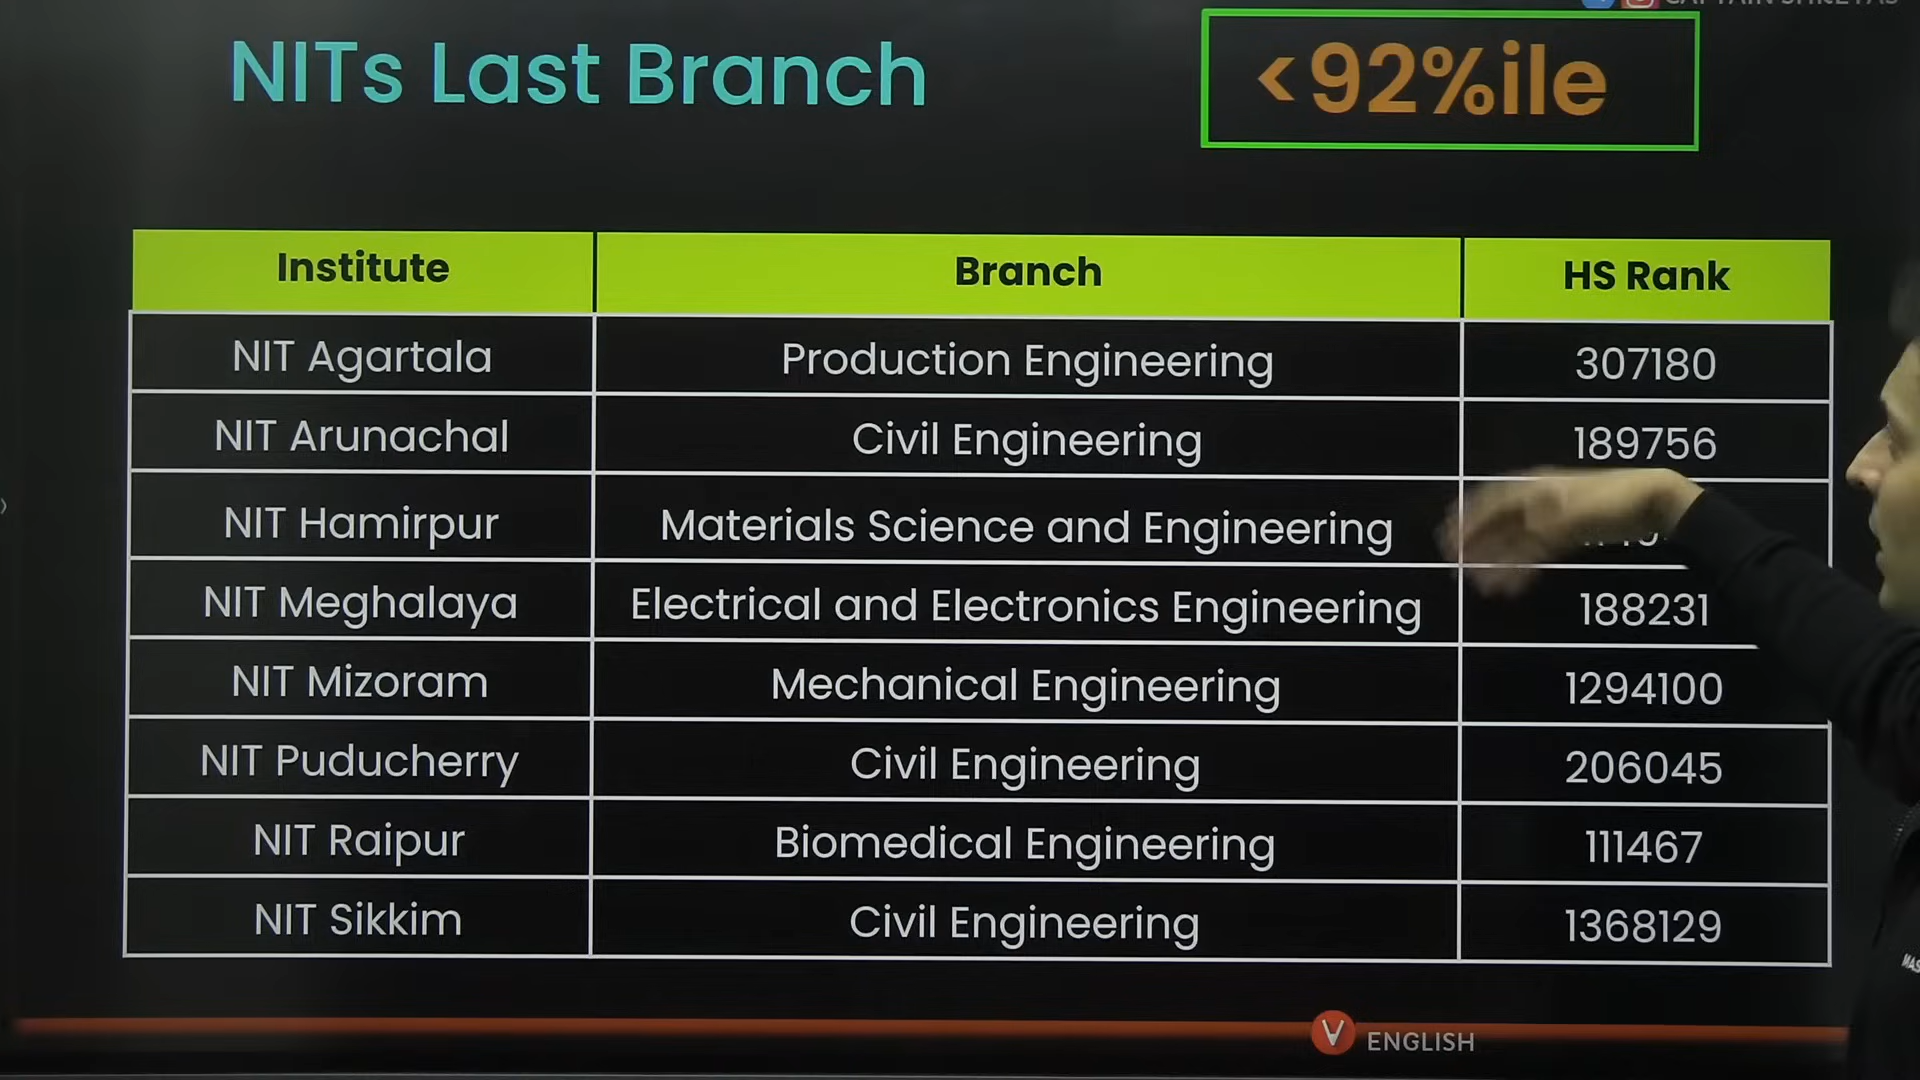 NITs Last Branch
<92%ile
Institute Branch HS Rank
NIT Agartala Production Engineering 307180
NIT Arunachal Civil Engineering 189756
NIT Hamirpur Materials Science and Engineering
NIT Meghalaya Electrical and Electronics Engineering 188231
NIT Mizoram Mechanical Engineering 1294100
NIT Puducherry Civil Engineering 206045
NIT Raipur Biomedical Engineering 111467
NIT Sikkim Civil Engineering 1368129
V ENGLISH